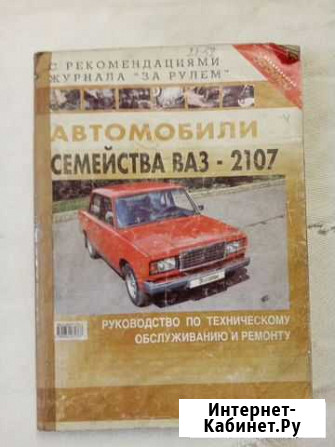 С РЕКОМЕНДАЦИЯМИ
ЖУРНАЛА "ЗА РУЛЕМ"
АВТОМОБИЛИ
СЕМЕЙСТВА ВАЗ - 2107
РУКОВОДСТВО ПО ТЕХНИЧЕСКОМУ
ОБСЛУЖИВАНИЮ И РЕМОНТУ
Интернет-
Кабинет.Ру